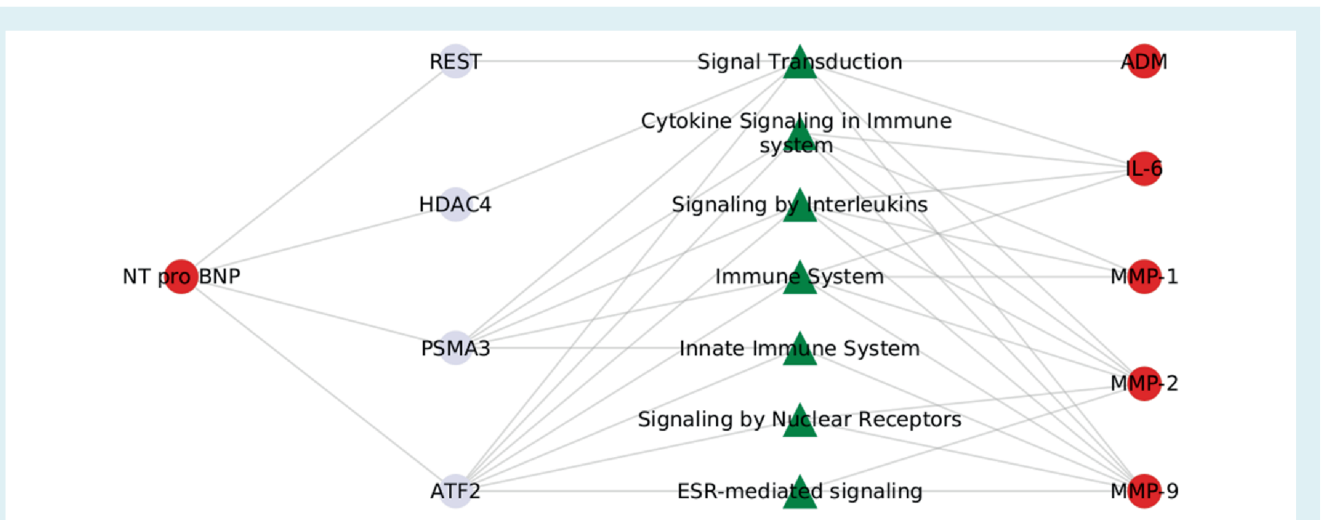 REST
Signal Transduction
ADM
Cytokine Signaling in Immune
system
IL-6
HDAC4
Signaling by Interleukins
NT pro BNP
Immune System
MMP-1
PSMA3
Innate Immune System
MMP-2
Signaling by Nuclear Receptors
ATF2
ESR-mediated signaling
MMP-9